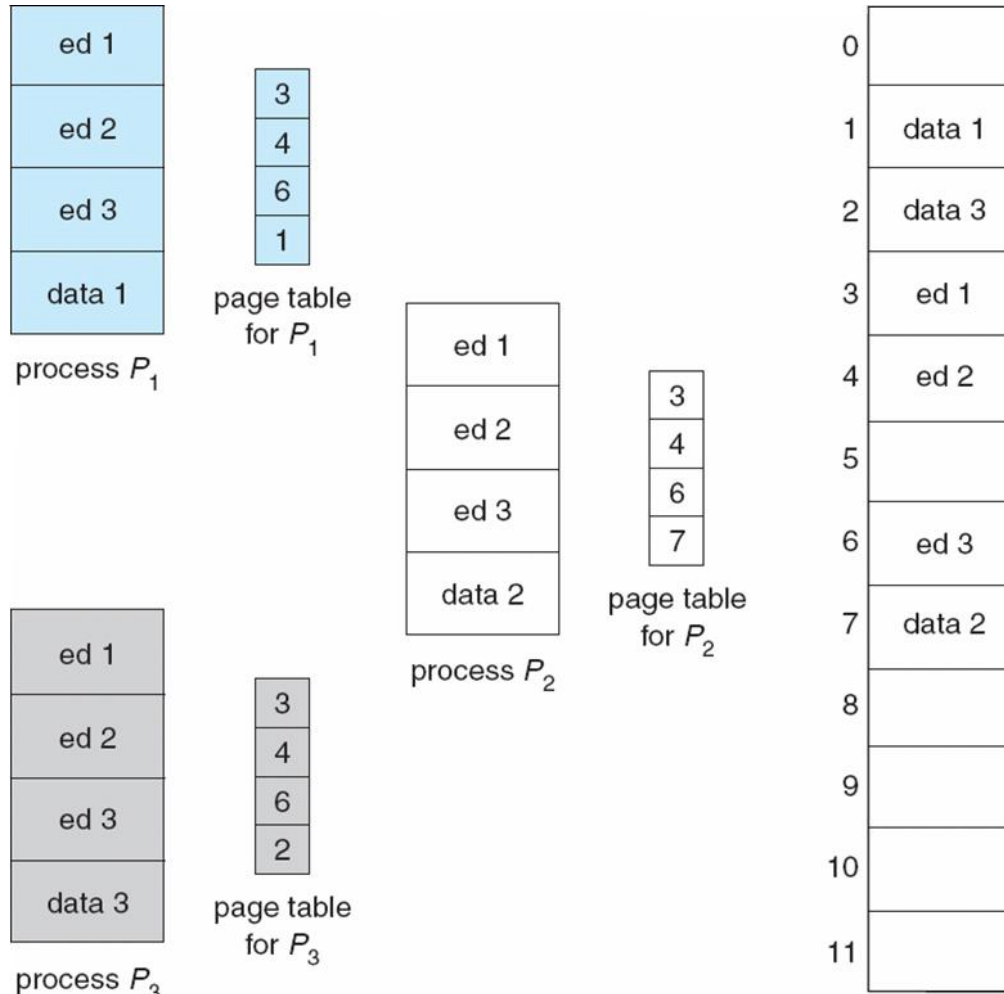 ed 1
ed 2
ed 3
data 1
process P1
3
4
6
1
page table
for P1
ed 1
ed 2
ed 3
data 2
process P2
3
4
6
7
page table
for P2
ed 1
ed 2
ed 3
data 3
process P3
3
4
6
2
page table
for P3
0
1 data 1
2 data 3
3 ed 1
4 ed 2
5
6 ed 3
7 data 2
8
9
10
11